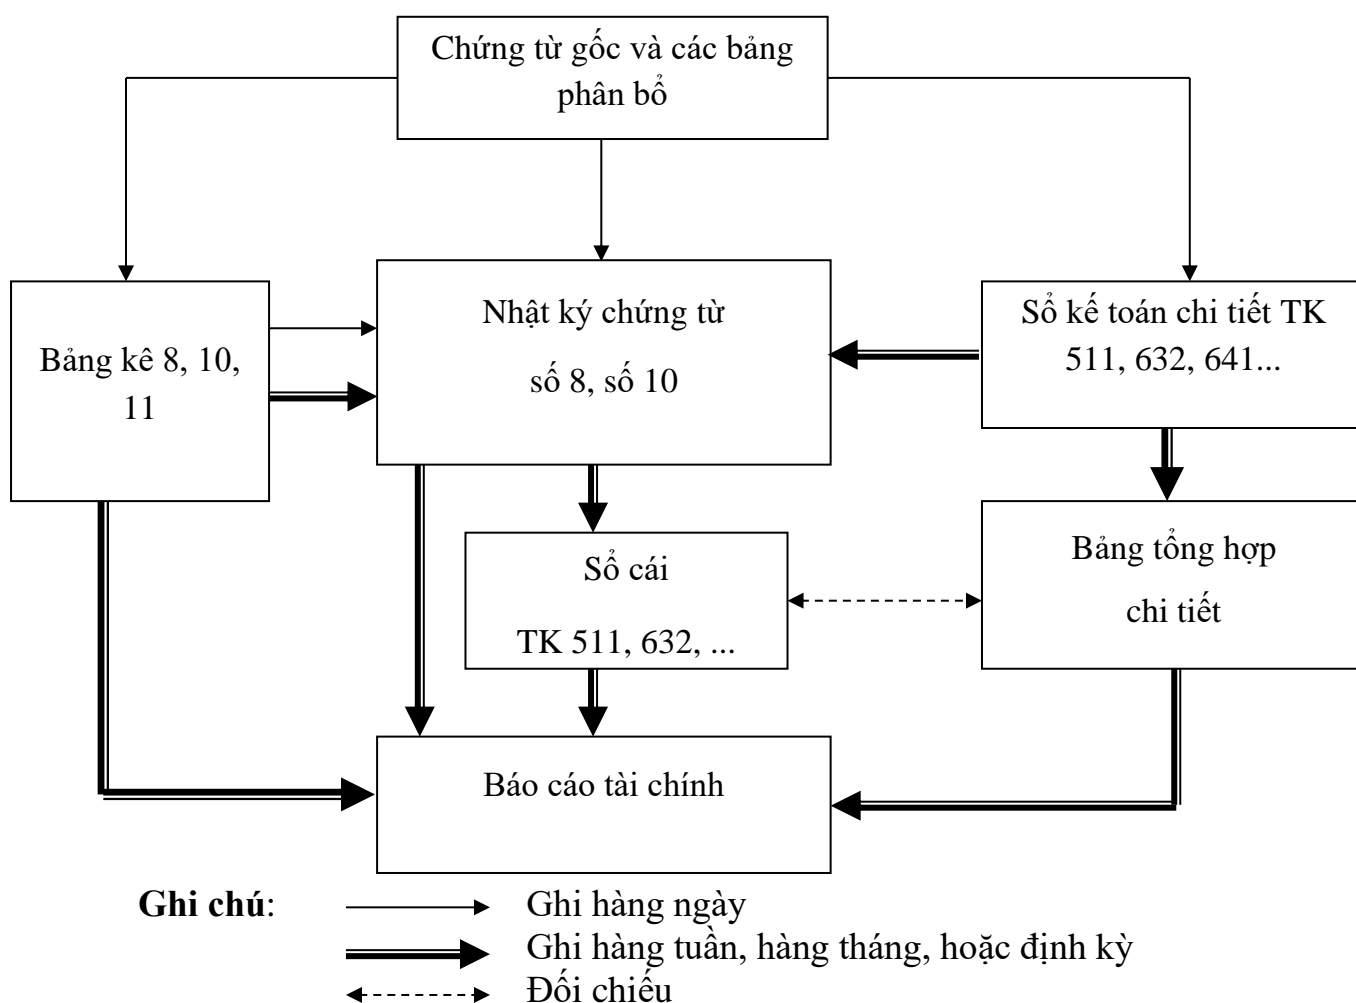 Chứng từ gốc và các bảng
phân bổ
Bảng kê 8, 10,
11
Nhật ký chứng từ
số 8, số 10
Sổ kế toán chi tiết TK
511, 632, 641...
Sổ cái
TK 511, 632, ...
Bảng tổng hợp
chi tiết
Báo cáo tài chính
Ghi chú:
Ghi hàng ngày
Ghi hàng tuần, hàng tháng, hoặc định kỳ
Đối chiếu